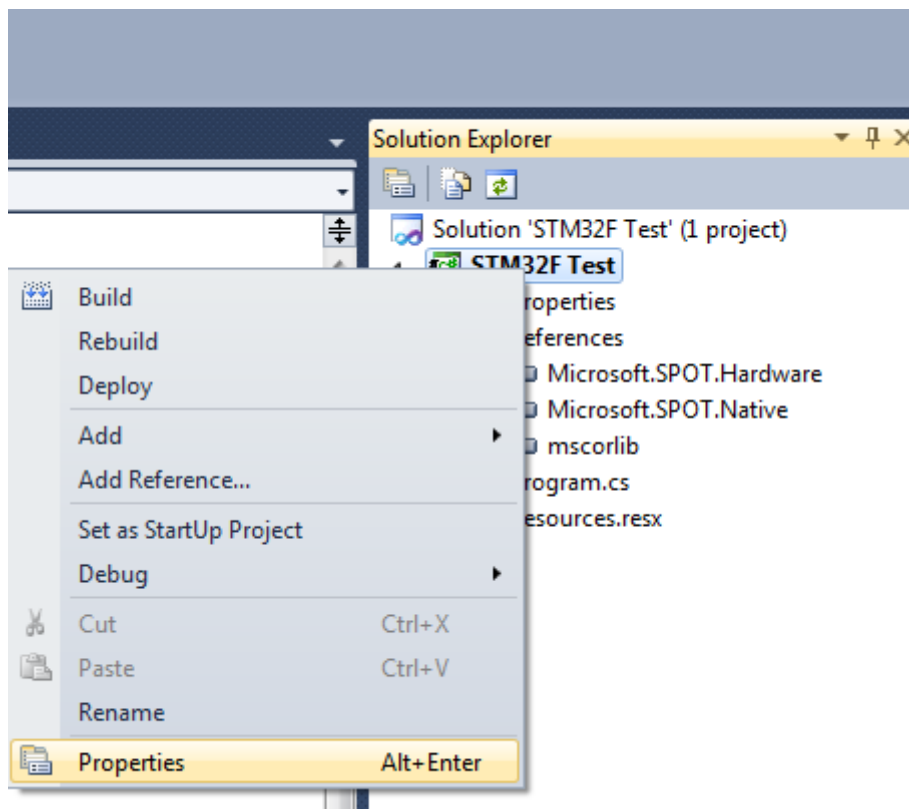 Solution Explorer
Solution 'STM32F Test' (1 project)
STM32F Test
Build
roperties
Rebuild
eferences
Deploy
Microsoft.SPOT.Hardware
Microsoft.SPOT.Native
Add
mscorlib
Add Reference...
rogram.cs
Set as StartUp Project
esources.resx
Debug
Cut Ctrl+X
Paste Ctrl+V
Rename
Properties Alt+Enter